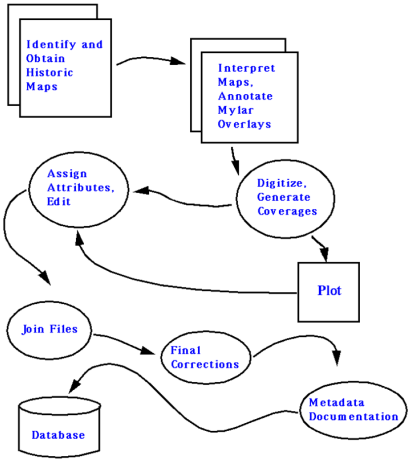 Identify and
Obtain
Historic
Maps
Interpret
Maps,
Annotate
Mylar
Overlays
Assign
Attributes,
Edit
Digitize,
Generate
Coverages
Plot
Join Files
Final
Corrections
Metadata
Documentation
Database